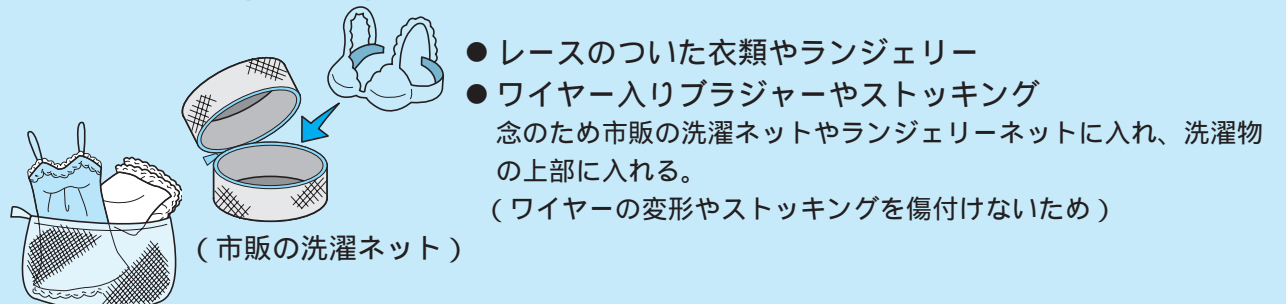 ● レースのついた衣類やランジェリー
● ワイヤー入りブラジャーやストッキング
念のため市販の洗濯ネットやランジェリーネットに入れ、洗濯物
の上部に入れる。
（ワイヤーの変形やストッキングを傷付けないため）
（市販の洗濯ネット）